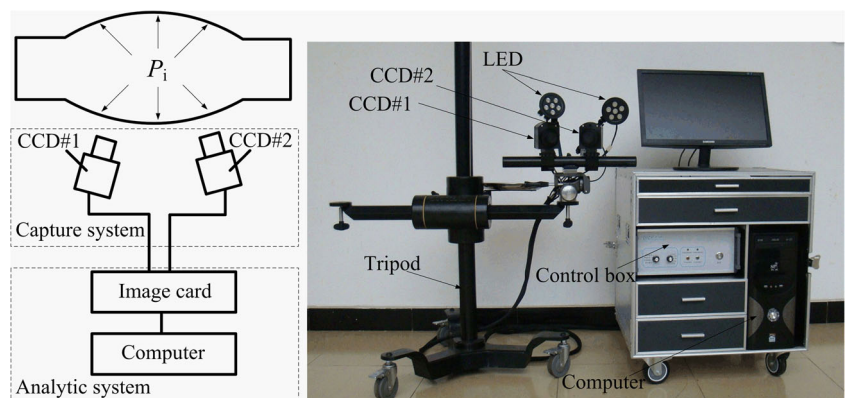 Pi
CCD#1
CCD#2
Capture system
Image card
Computer
Analytic system
LED
CCD#2
CCD#1
Tripod
Control box
Computer